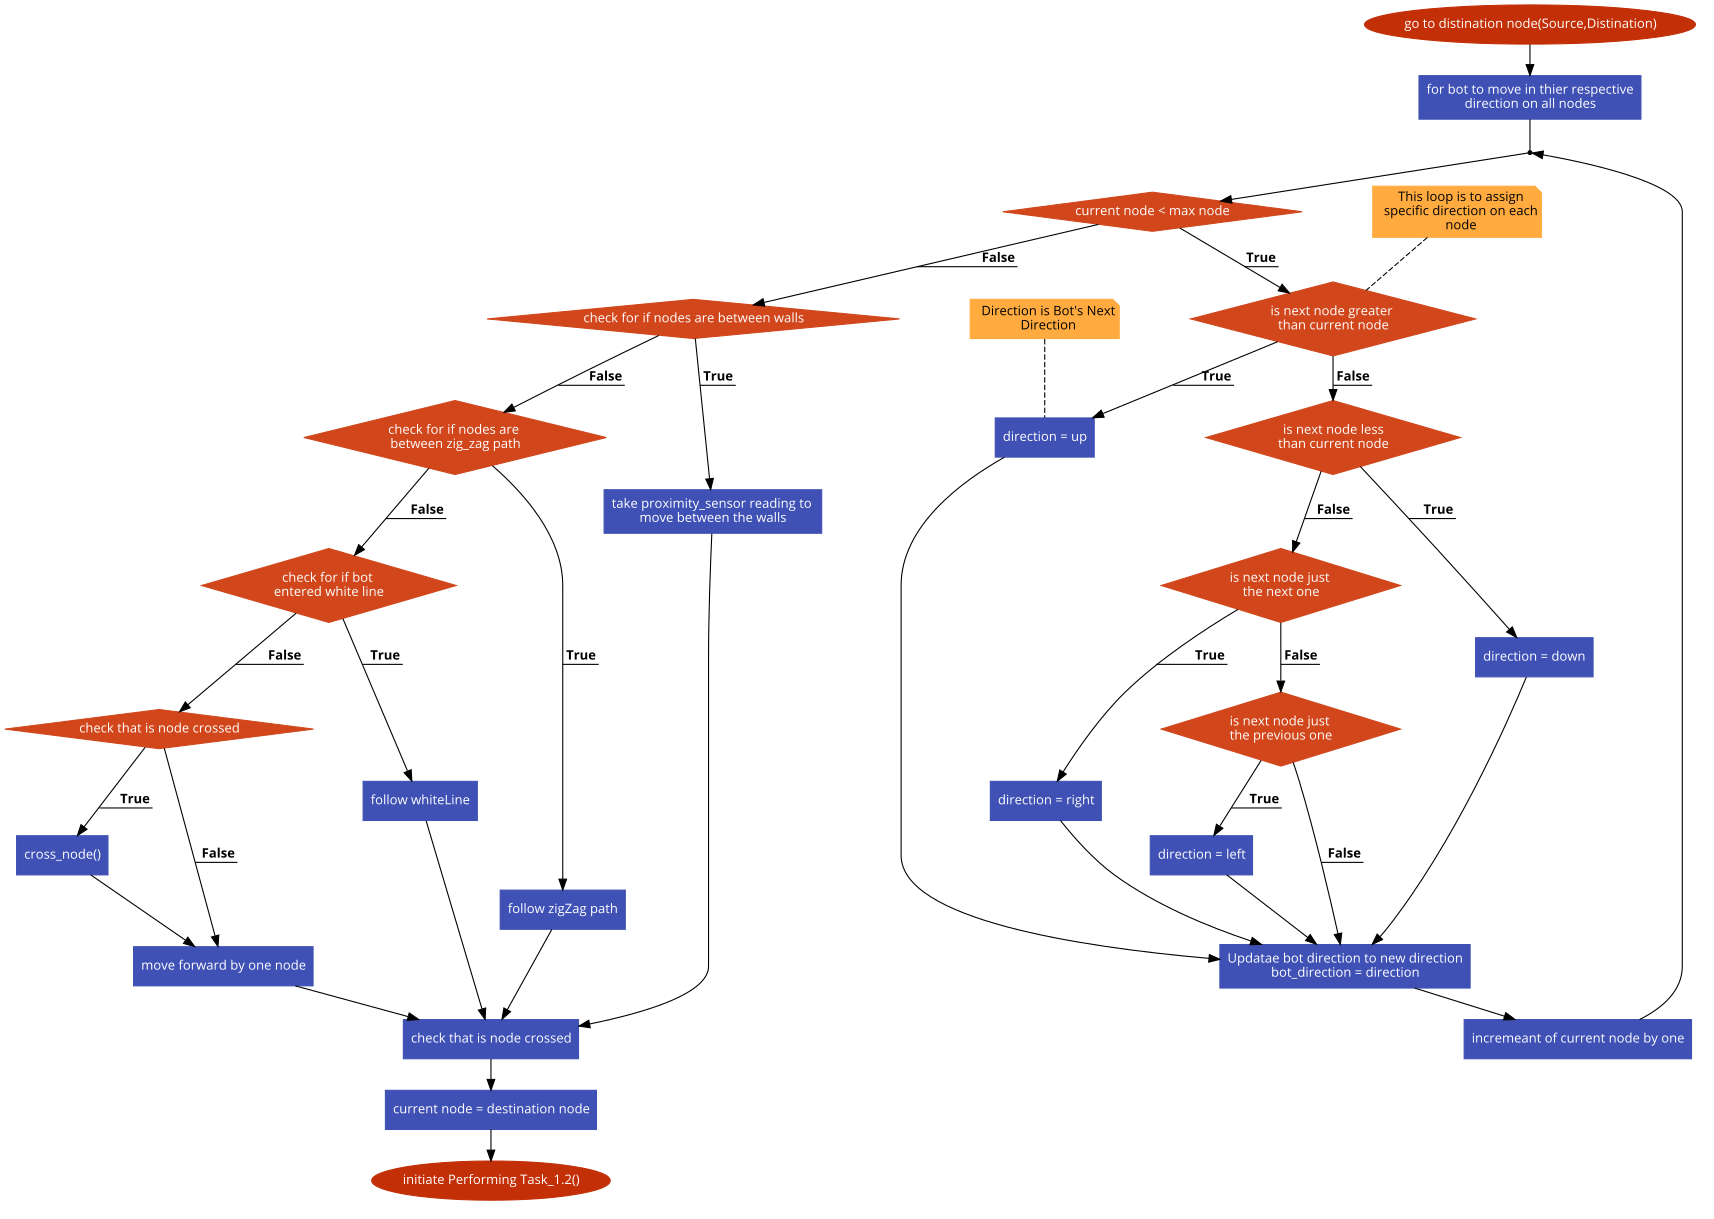 go to distination node(Source,Distination)
for bot to move in thier respective
direction on all nodes
current node < max node
This loop is to assign
specific direction on each
node
False
True
check for if nodes are between walls
Direction is Bot's Next
Direction
is next node greater
than current node
False
True
True
False
check for if nodes are
between zig_zag path
direction = up
is next node less
than current node
take proximity_sensor reading to
move between the walls
False
False
True
check for if bot
entered white line
is next node just
the next one
False
True
True
True
False
direction = down
check that is node crossed
is next node just
the previous one
True
follow whiteLine
direction = right
True
cross_node()
False
direction = left
False
follow zigZag path
move forward by one node
Updatae bot direction to new direction
bot_direction = direction
check that is node crossed
incremeant of current node by one
current node = destination node
initiate Performing Task_1.2()